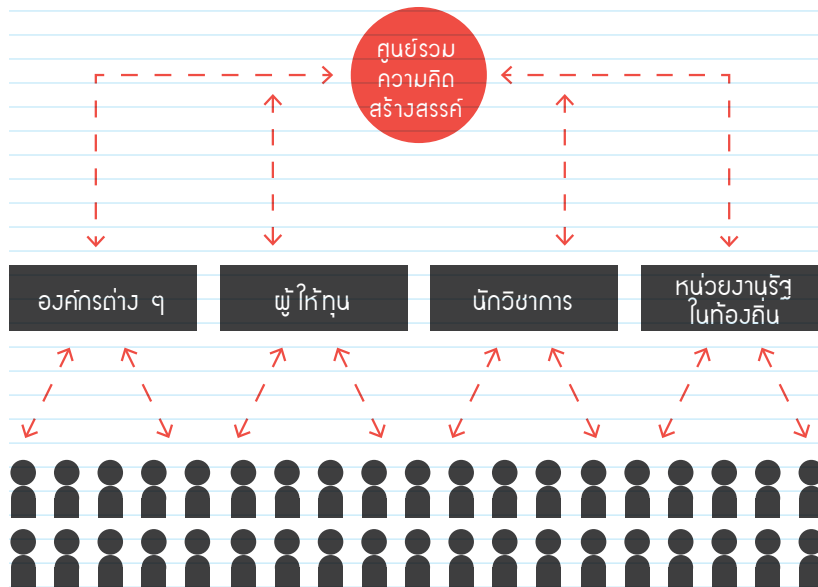 ศูนย์รวม
ความคิด
สร้างสรรค์
องค์กรต่าง ๆ
ผู้ให้ทุน
นักวิชาการ
หน่วยงานรัฐ
ในท้องถิ่น